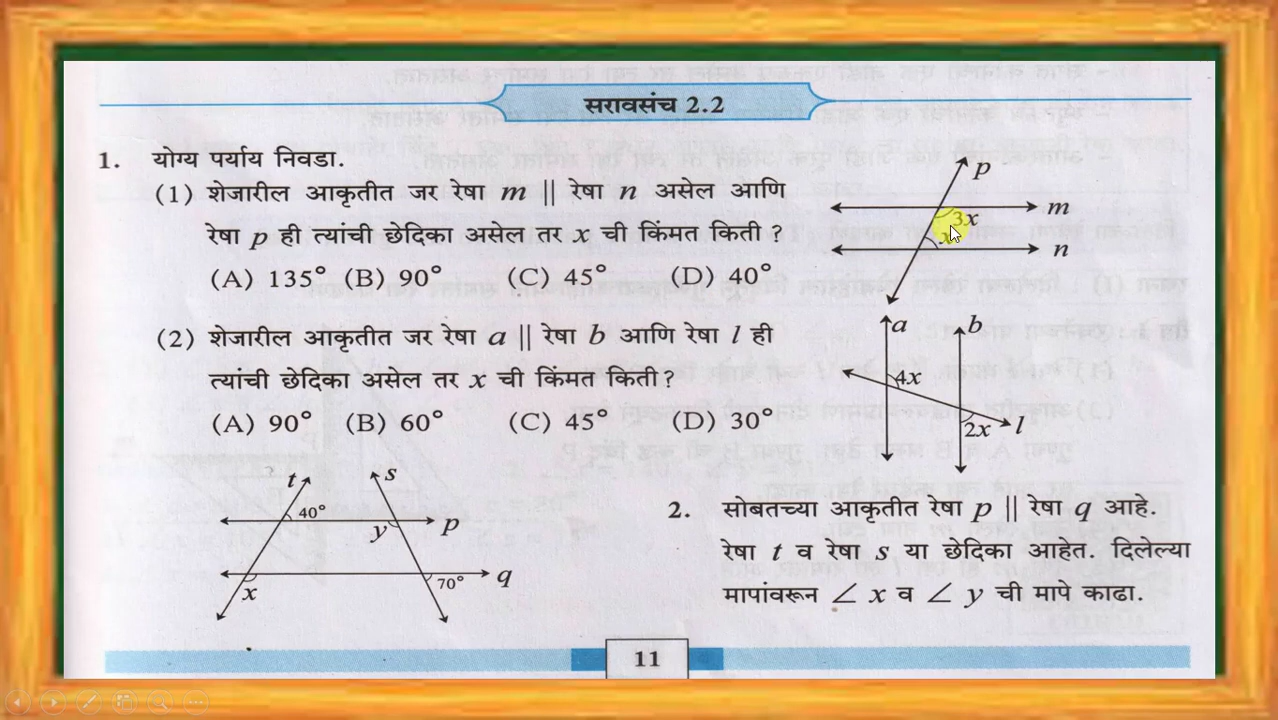 सरावसंच 2.2
1. योग्य पर्याय निवडा.
(1) शेजारील आकृतीत जर रेषा m || रेषा n असेल आणि
रेषा p ही त्यांची छेदिका असेल तर x ची किंमत किती ?
(A) 135° (B) 90° (C) 45° (D) 40°
p
3x
m
x
n
(2) शेजारील आकृतीत जर रेषा a || रेषा b आणि रेषा l ही
त्यांची छेदिका असेल तर x ची किंमत किती ?
(A) 90° (B) 60° (C) 45° (D) 30°
a
b
4x
2x
l
t
s
40°
y
p
x
70°
q
2. सोबतच्या आकृतीत रेषा p || रेषा q आहे.
रेषा t व रेषा s या छेदिका आहेत. दिलेल्या
मापांवरून ∠ x व ∠ y ची मापे काढा.
11